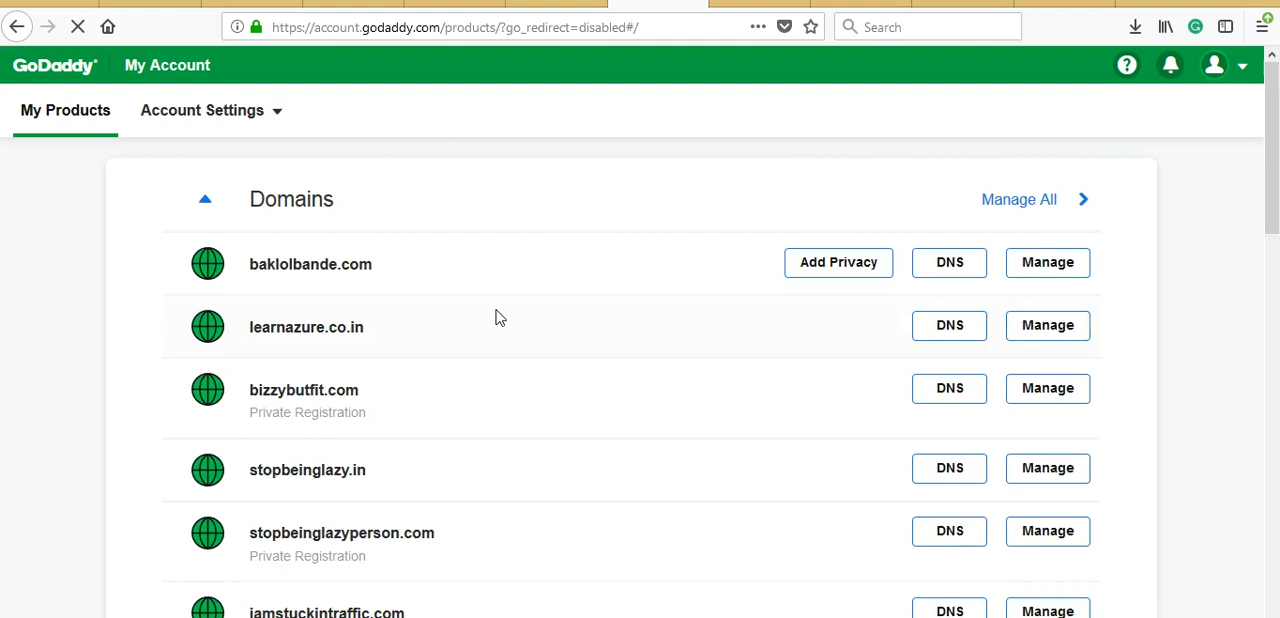 https://account.godaddy.com/products/?go_redirect=disabled#/
Search
GoDaddy
My Account
My Products
Account Settings
Domains
Manage All
baklolbande.com
Add Privacy
DNS
Manage
learnazure.co.in
DNS
Manage
bizzybutfit.com
Private Registration
DNS
Manage
stopbeinglazy.in
DNS
Manage
stopbeinglazyperson.com
Private Registration
DNS
Manage
iamstuckintraffic.com
DNS
Manage